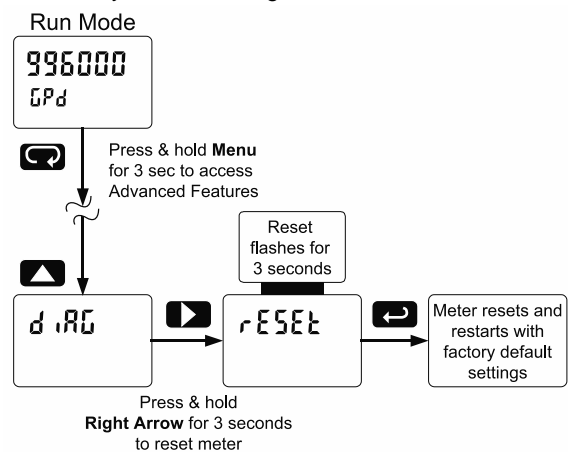 Run Mode
996000
GPd
Press & hold Menu
for 3 sec to access
Advanced Features
Reset
flashes for
3 seconds
diAG
rESEt
Meter resets and
restarts with
factory default
settings
Press & hold
Right Arrow for 3 seconds
to reset meter